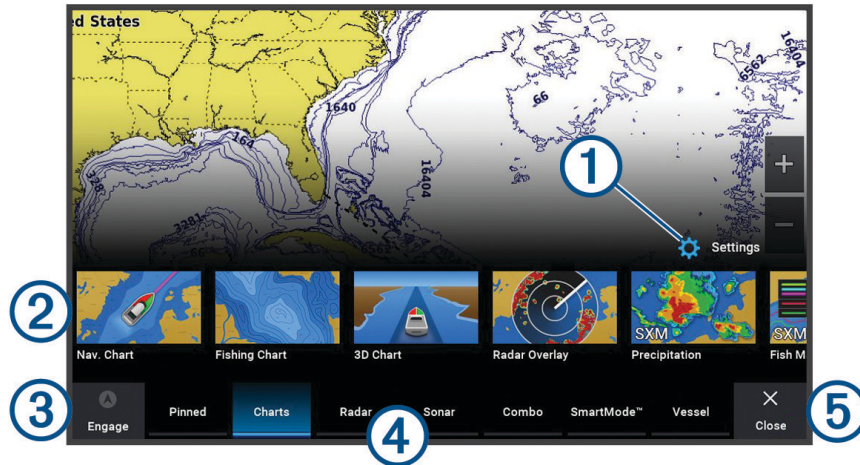 ed States
16404
6562
1640
66
164
16404
328
3281
1
+
−
Settings
2
SXM
SXM
Nav. Chart
Fishing Chart
3D Chart
Radar Overlay
Precipitation
Fish M
3
Engage
Pinned
Charts
Radar
4
Sonar
Combo
SmartMode™
Vessel
Close
5